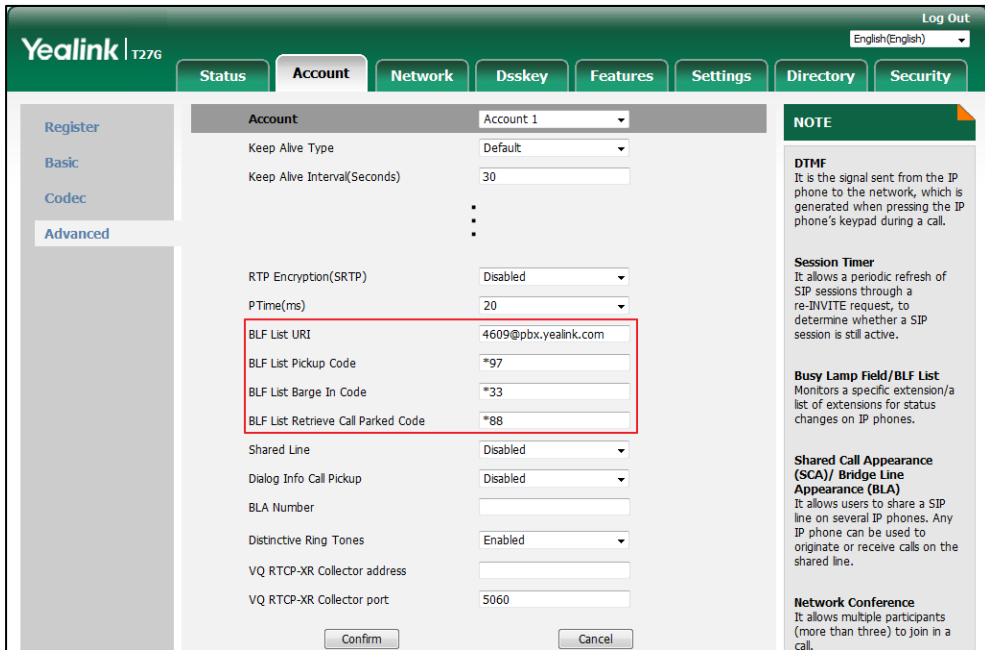 Log Out
Yealink T27G
English(English)
Status Account Network Dsskey Features Settings Directory Security
Register
Basic
Codec
Advanced
Account Account 1
Keep Alive Type Default
Keep Alive Interval(Seconds) 30
RTP Encryption(SRTP) Disabled
PTime(ms) 20
BLF List URI 4609@pbx.yealink.com
BLF List Pickup Code *97
BLF List Barge In Code *33
BLF List Retrieve Call Parked Code *88
Shared Line Disabled
Dialog Info Call Pickup Disabled
BLA Number
Distinctive Ring Tones Enabled
VQ RTCP-XR Collector address
VQ RTCP-XR Collector port 5060
Confirm Cancel
NOTE
DTMF
It is the signal sent from the IP
phone to the network, which is
generated when pressing the IP
phone's keypad during a call.
Session Timer
It allows a periodic refresh of
SIP sessions through a
re-INVITE request, to
determine whether a SIP
session is still active.
Busy Lamp Field/BLF List
Monitors a specific extension/a
list of extensions for status
changes on IP phones.
Shared Call Appearance
(SCA)/ Bridge Line
Appearance (BLA)
It allows users to share a SIP
line on several IP phones. Any
IP phone can be used to
originate or receive calls on the
shared line.
Network Conference
It allows multiple participants
(more than three) to join in a
call.